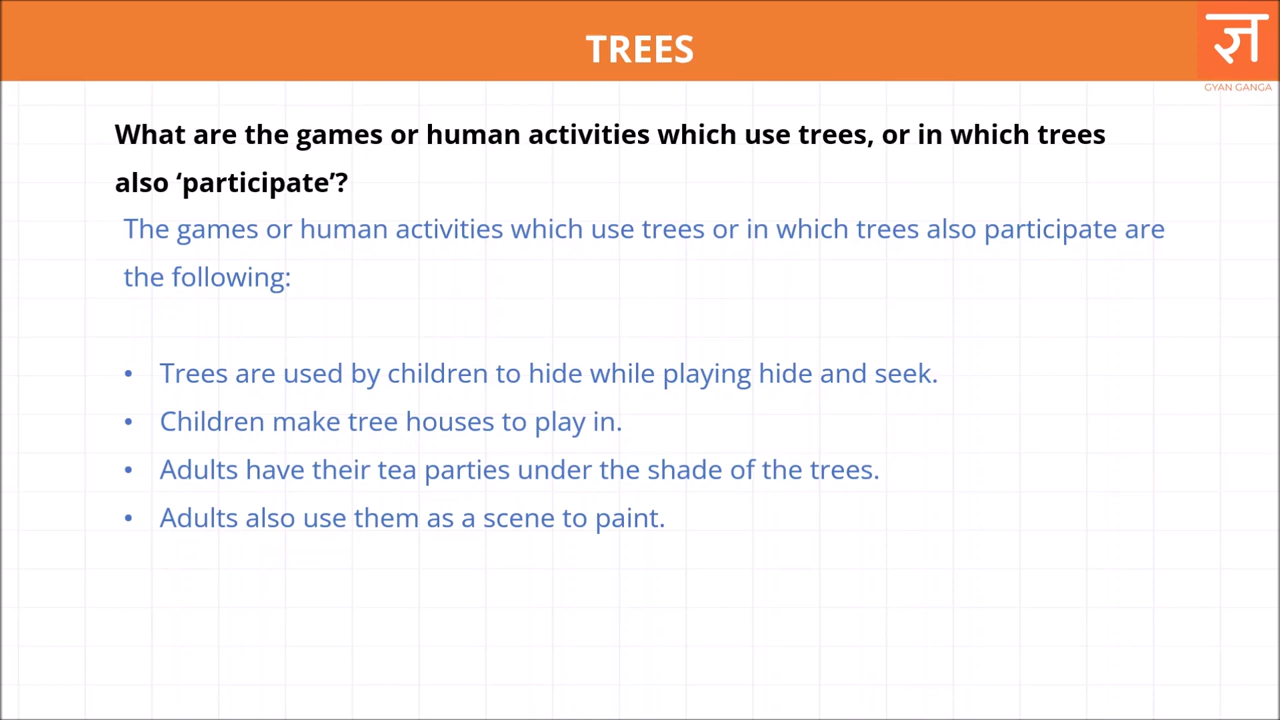 TREES
ज्ञ
GYAN GANGA
What are the games or human activities which use trees, or in which trees
also ‘participate’?
The games or human activities which use trees or in which trees also participate are
the following:
• Trees are used by children to hide while playing hide and seek.
• Children make tree houses to play in.
• Adults have their tea parties under the shade of the trees.
• Adults also use them as a scene to paint.